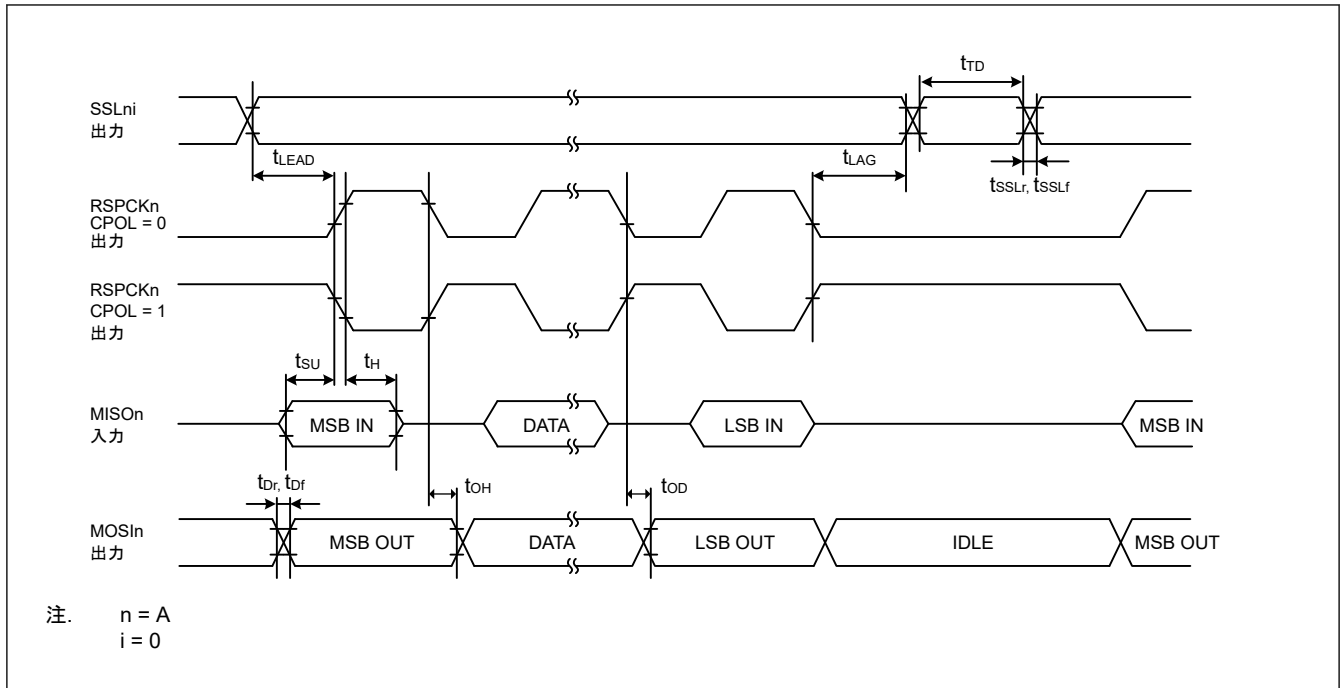 tTD
SSLni
出力
tLEAD
tLAG
tSSLr, tSSLf
RSPCKn
CPOL = 0
出力
RSPCKn
CPOL = 1
出力
tSU
tH
MISOn
入力
MSB IN
DATA
LSB IN
MSB IN
tDr, tDf
tOH
tOD
MOSIn
出力
MSB OUT
DATA
LSB OUT
IDLE
MSB OUT
注. n = A
i = 0